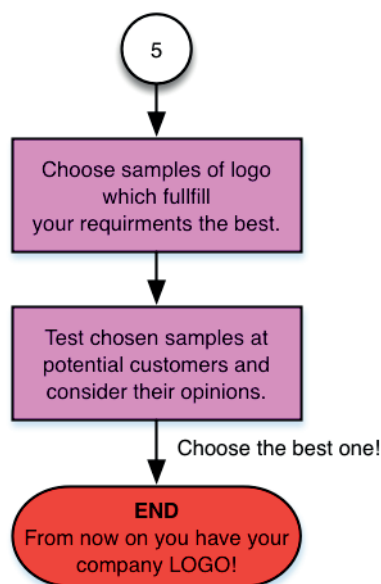 5
Choose samples of logo
which fullfill
your requirments the best.
Test chosen samples at
potential customers and
consider their opinions.
Choose the best one!
END
From now on you have your
company LOGO!